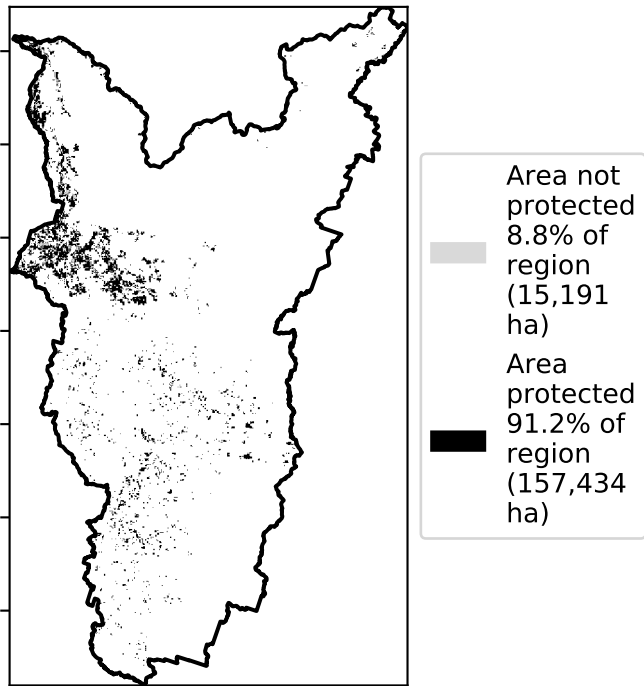 Area not
protected
8.8% of
region
(15,191
ha)
Area
protected
91.2% of
region
(157,434
ha)